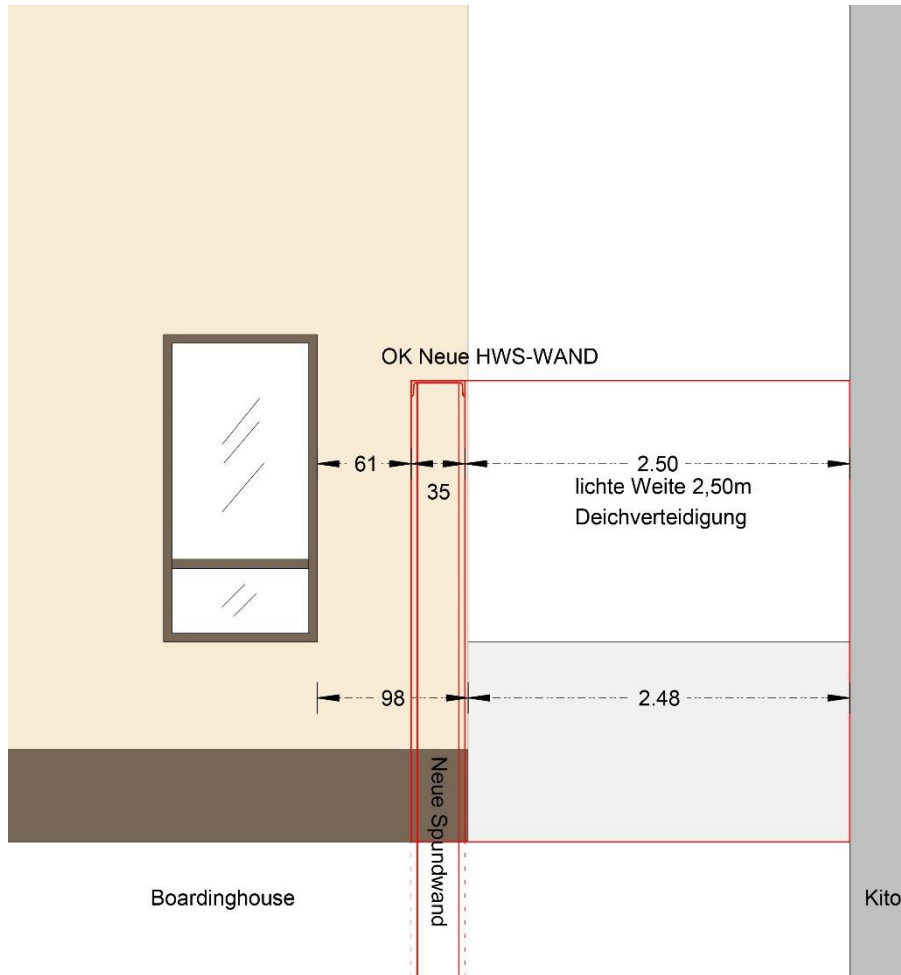 OK Neue HWS-WAND
61
35
2.50
lichte Weite 2,50m
Deichverteidigung
98
2.48
Neue Spundwand
Boardinghouse
Kito